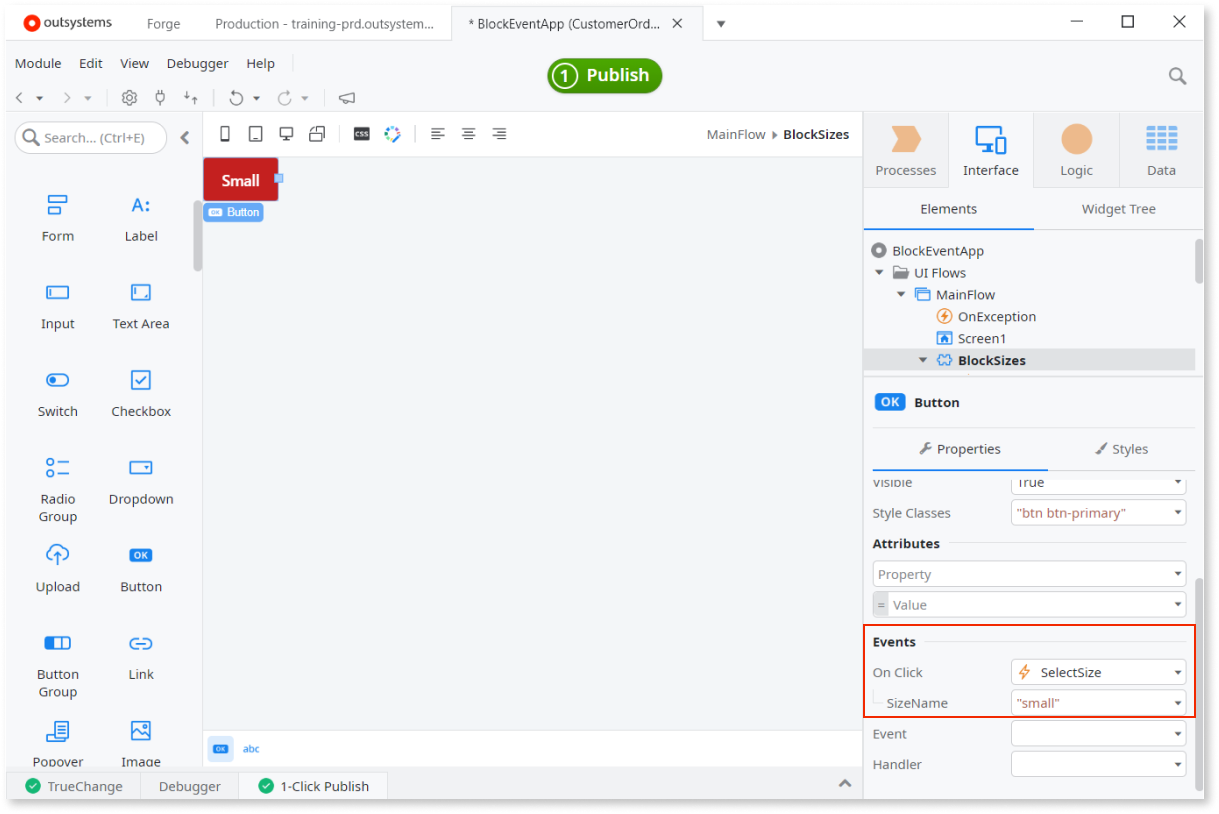 outsystems
Forge
Production - training-prd.outsystem...
* BlockEventApp (CustomerOrd...
Module Edit View Debugger Help
1 Publish
Search... (Ctrl+E)
CSS
MainFlow BlockSizes
Processes
Interface
Logic
Data
Small
OK Button
A:
Form
Label
Input
Text Area
Switch
Checkbox
Radio
Group
Dropdown
Upload
OK
Button
Button
Group
Link
Popover
Image
Elements
Widget Tree
BlockEventApp
UI Flows
MainFlow
OnException
Screen1
BlockSizes
OK Button
Properties
Styles
Visible True
Style Classes "btn btn-primary"
Attributes
Property
= Value
Events
On Click SelectSize
SizeName "small"
Event
Handler
OK abc
TrueChange
Debugger
1-Click Publish